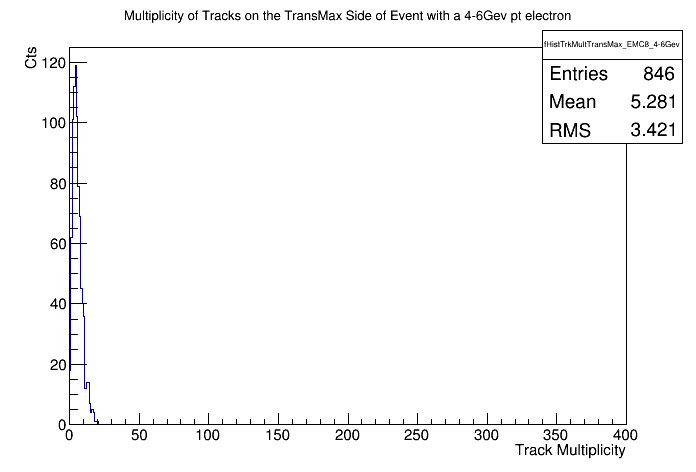 Multiplicity of Tracks on the TransMax Side of Event with a 4-6Gev pt electron
fHistTrkMultTransMax_EMC8_4-6Gev
Entries 846
Mean 5.281
RMS 3.421
Cts
120
100
80
60
40
20
0
0 50 100 150 200 250 300 350 400
Track Multiplicity